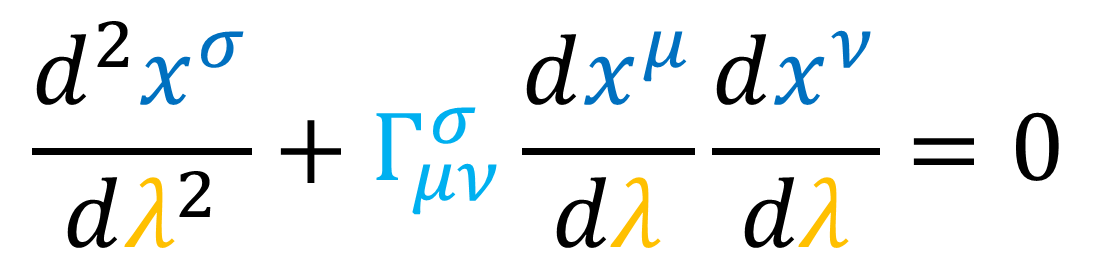 d²x^σ/dλ² + Γ^σ_μν dx^μ/dλ dx^ν/dλ = 0